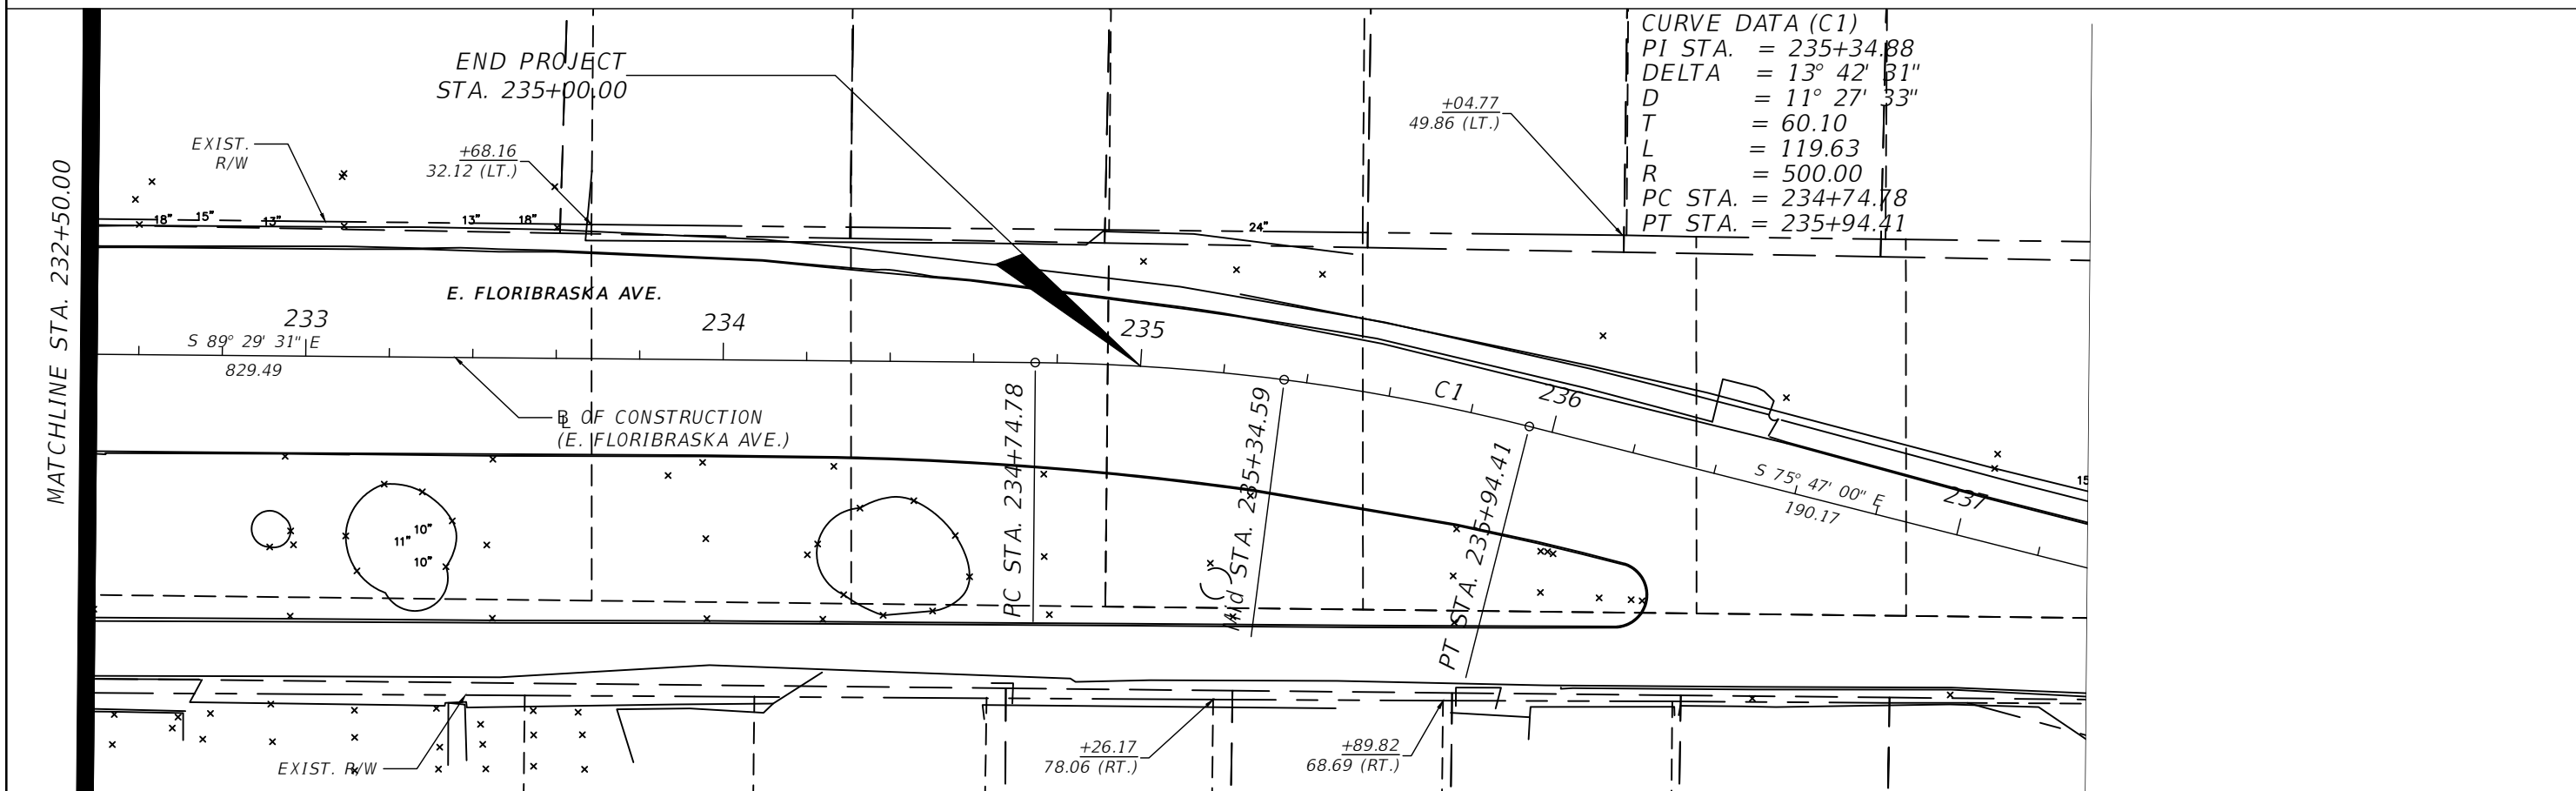 END PROJECT
STA. 235+00.00
CURVE DATA (C1)
PI STA. = 235+34.88
DELTA = 13° 42' 31"
D = 11° 27' 33"
T = 60.10
L = 119.63
R = 500.00
PC STA. = 234+74.78
PT STA. = 235+94.41
+04.77
49.86 (LT.)
EXIST.
R/W
+68.16
32.12 (LT.)
MATCHLINE STA. 232+50.00
18"
15"
13"
13"
18"
24"
E. FLORIBRASKA AVE.
233
234
235
S 89° 29' 31" E
829.49
BL OF CONSTRUCTION
(E. FLORIBRASKA AVE.)
PC STA. 234+74.78
Mid STA. 235+34.59
PT STA. 235+94.41
C1
236
S 75° 47' 00" E
190.17
237
15
10"
11"
10"
EXIST. R/W
+26.17
78.06 (RT.)
+89.82
68.69 (RT.)